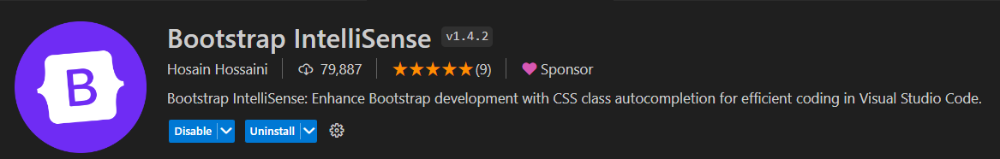 B
Bootstrap IntelliSense v1.4.2
Hosain Hossaini 79,887 ★★★★★(9) Sponsor
Bootstrap IntelliSense: Enhance Bootstrap development with CSS class autocompletion for efficient coding in Visual Studio Code.
Disable Uninstall